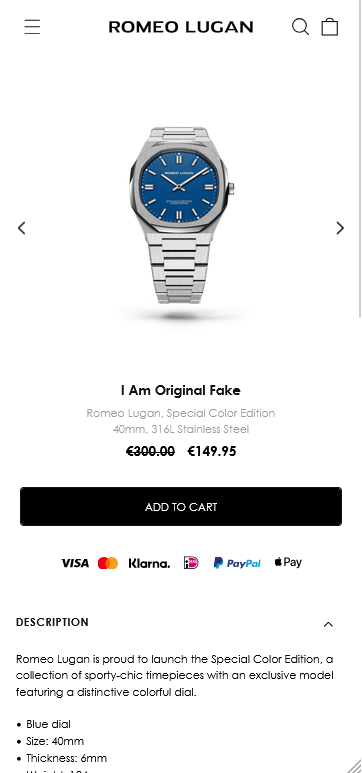 ROMEO LUGAN
ROMEO LUGAN
I Am Original Fake
Romeo Lugan, Special Color Edition
40mm, 316L Stainless Steel
€300.00 €149.95
ADD TO CART
VISA Klarna. PayPal Pay
DESCRIPTION
Romeo Lugan is proud to launch the Special Color Edition, a
collection of sporty-chic timepieces with an exclusive model
featuring a distinctive colorful dial.
• Blue dial
• Size: 40mm
• Thickness: 6mm